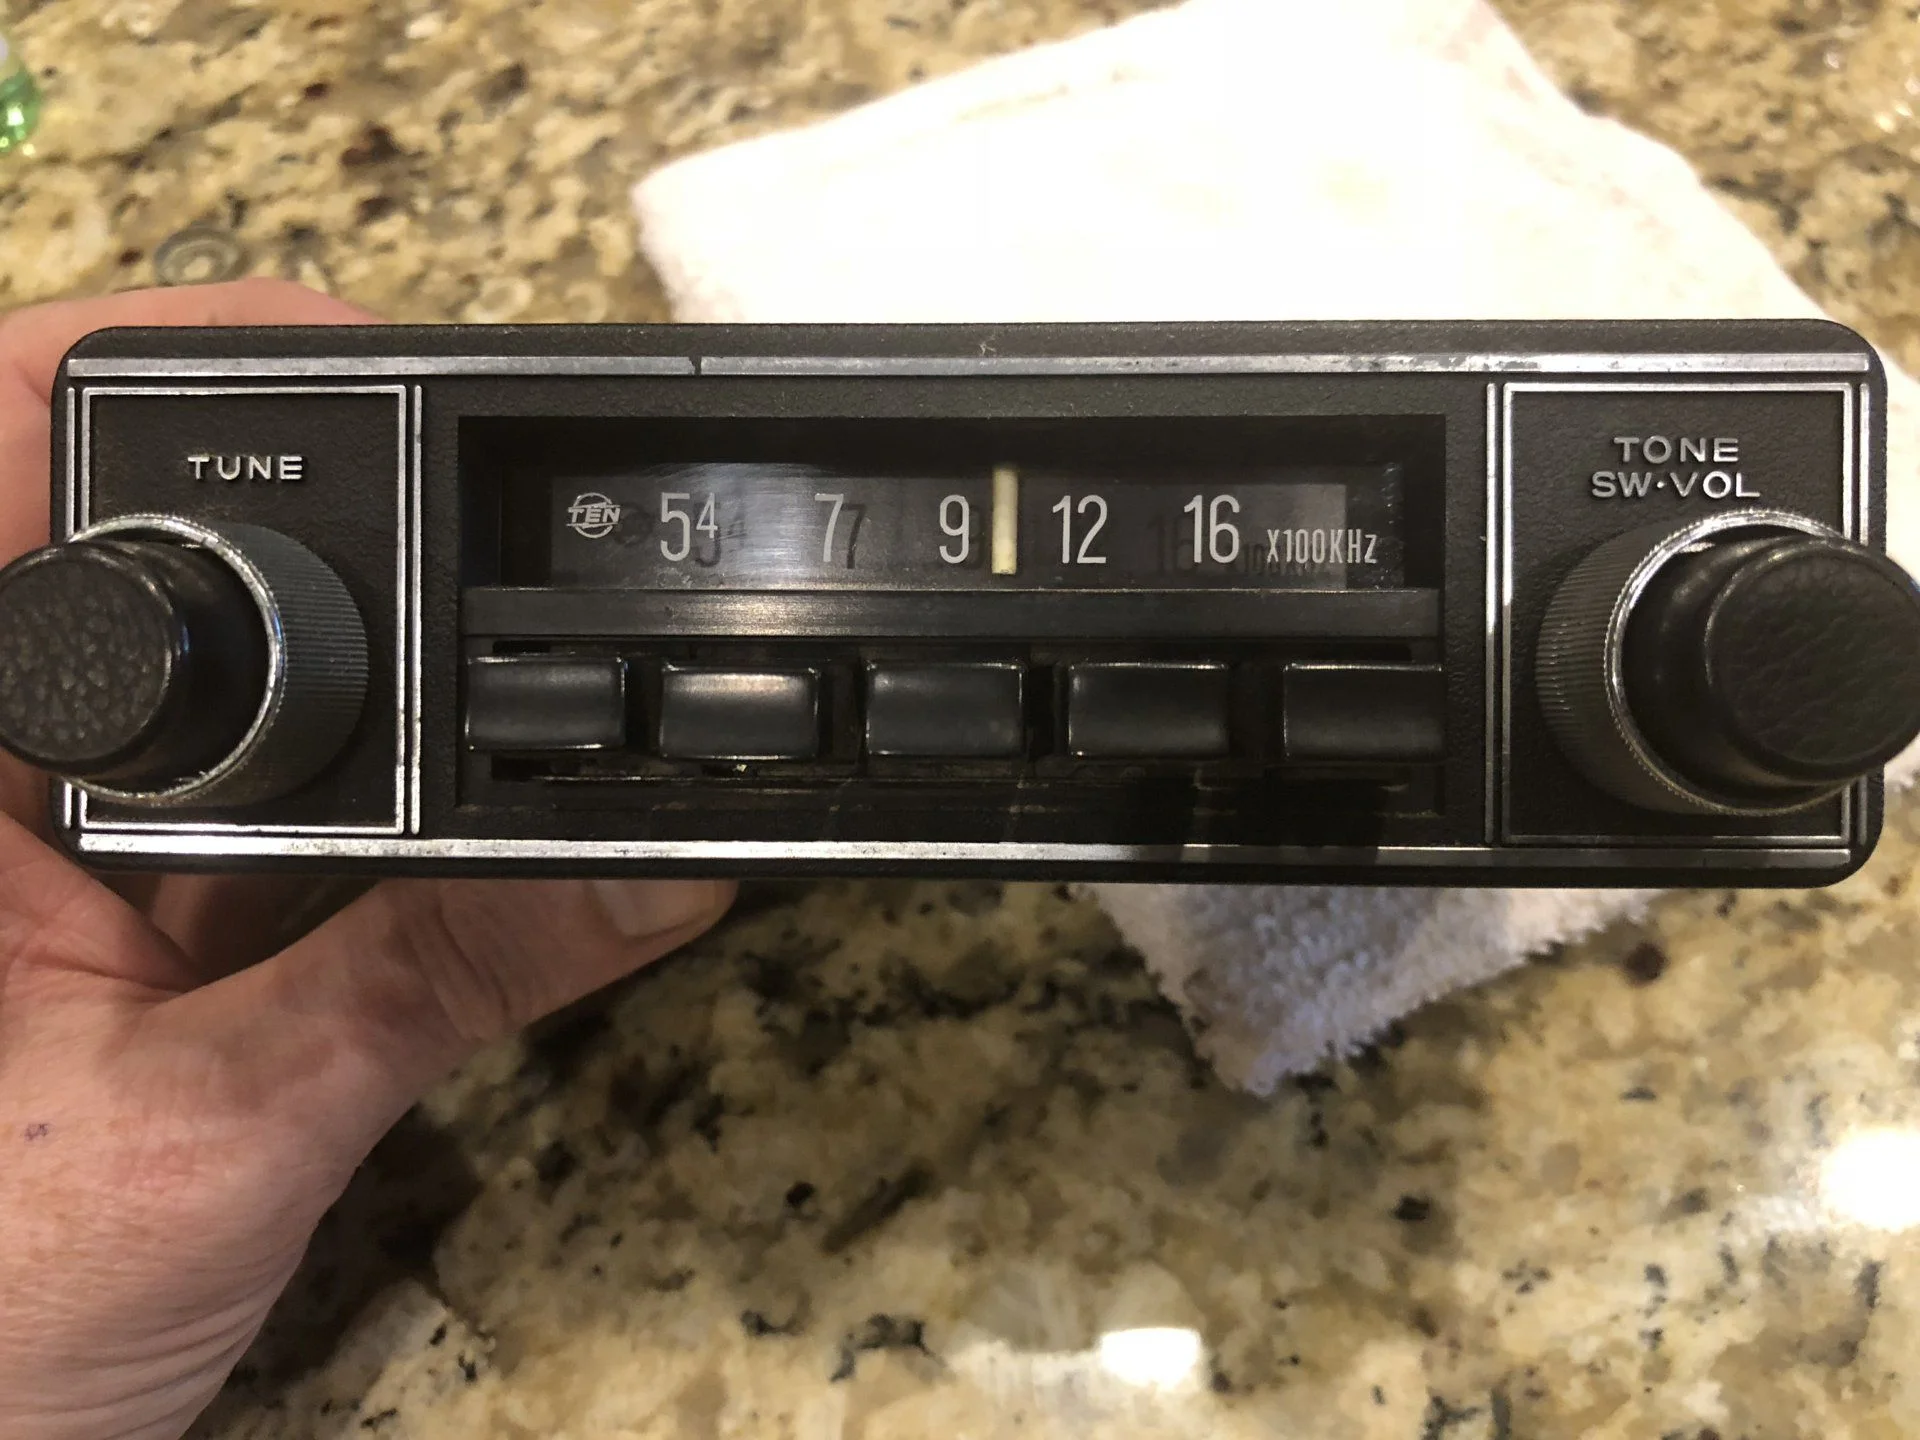 TUNE
TEN 54 7 9 12 16 X100KHz
TONE
SW·VOL